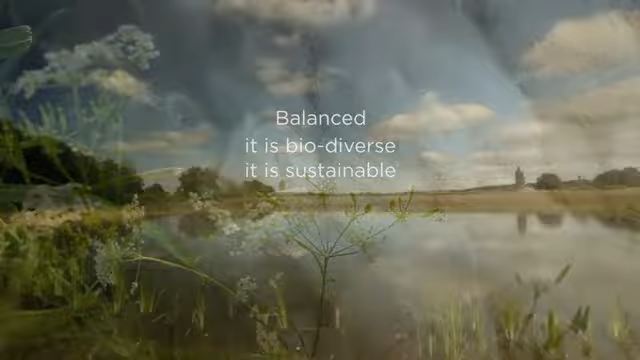 Balanced
it is bio-diverse
it is sustainable